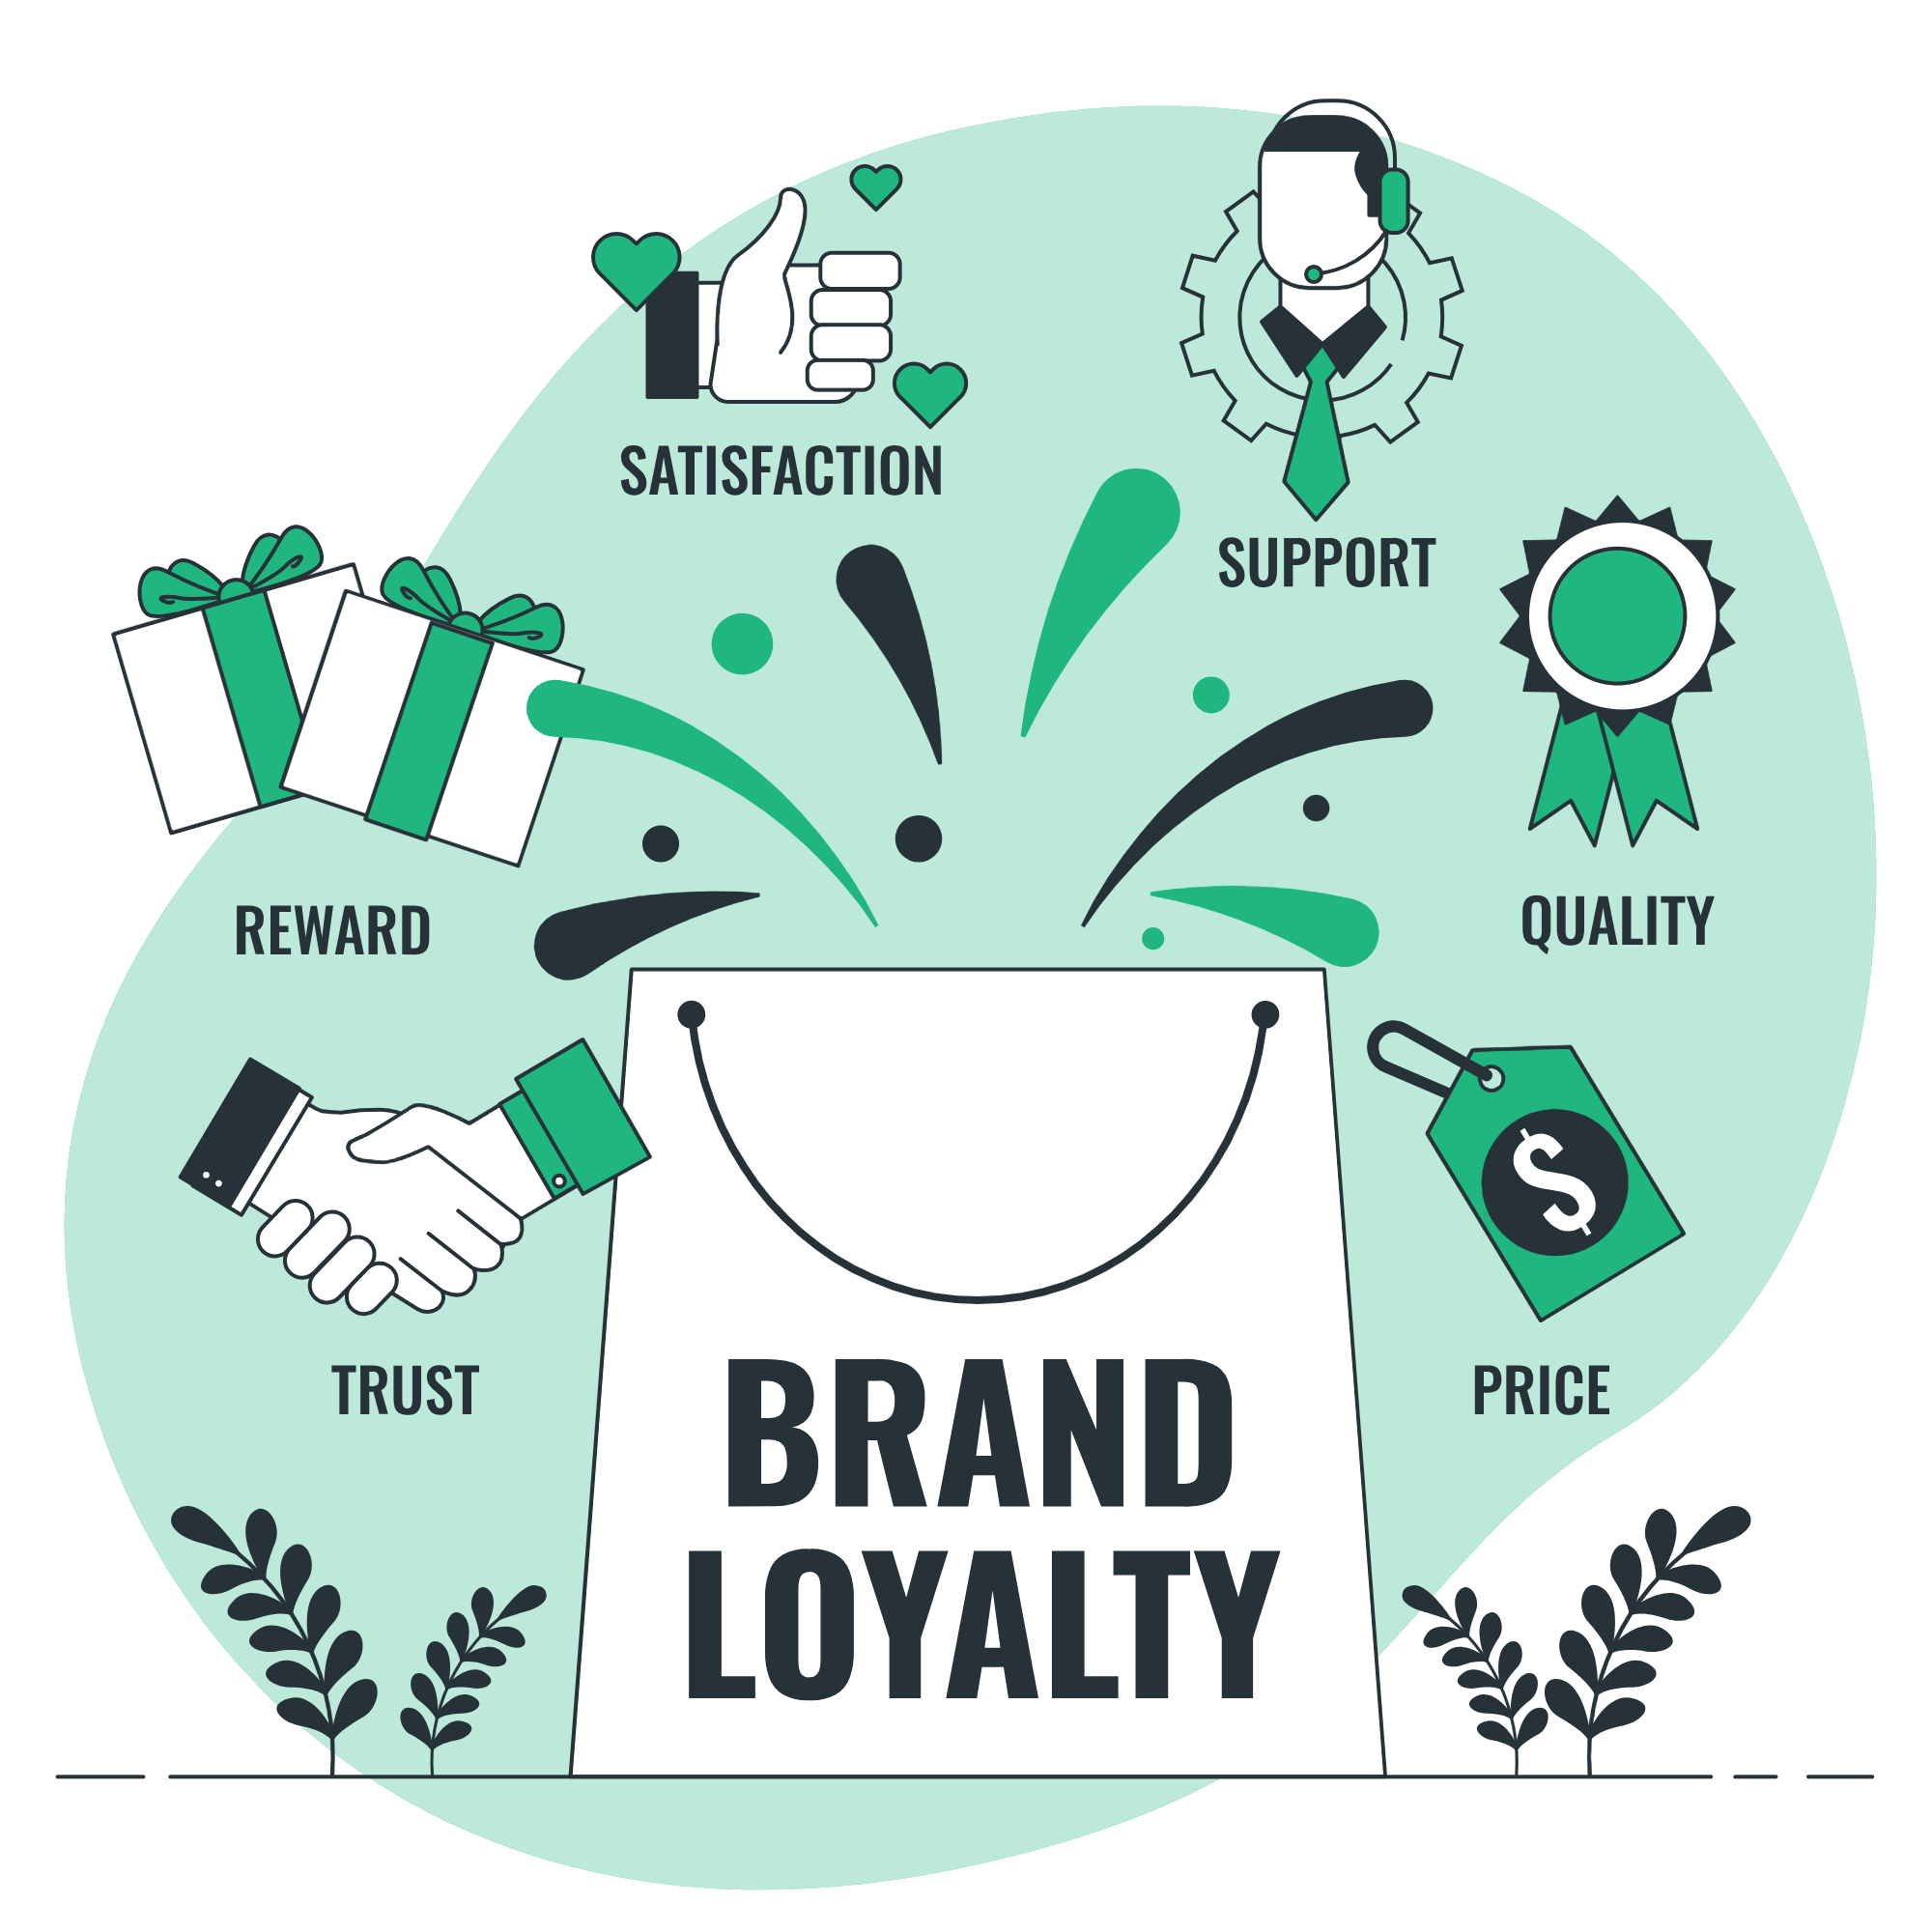 SATISFACTION
SUPPORT
REWARD
QUALITY
TRUST
PRICE
$
BRAND
LOYALTY